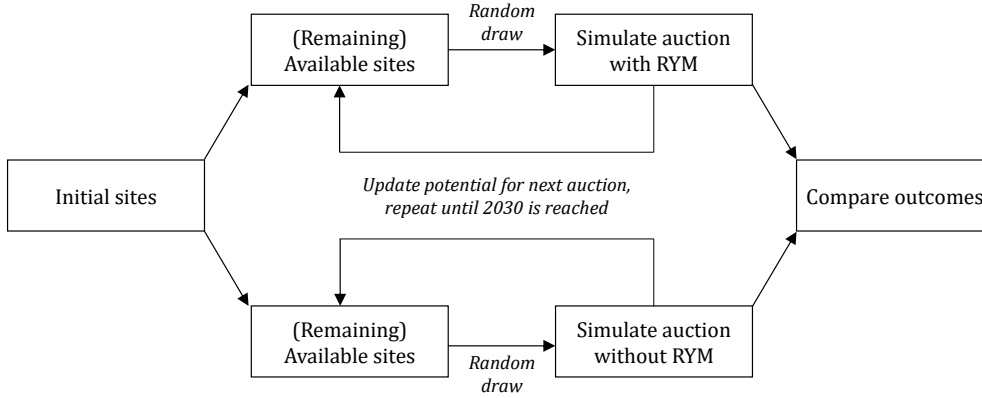 (Remaining)
Available sites
Random
draw
Simulate auction
with RYM
Initial sites
Update potential for next auction,
repeat until 2030 is reached
Compare outcomes
(Remaining)
Available sites
Random
draw
Simulate auction
without RYM